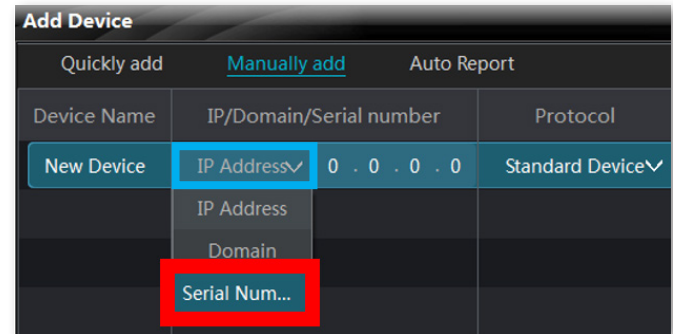 Add Device
Quickly add Manually add Auto Report
Device Name IP/Domain/Serial number Protocol
New Device IP Address 0 . 0 . 0 . 0 Standard Device
IP Address
Domain
Serial Num...